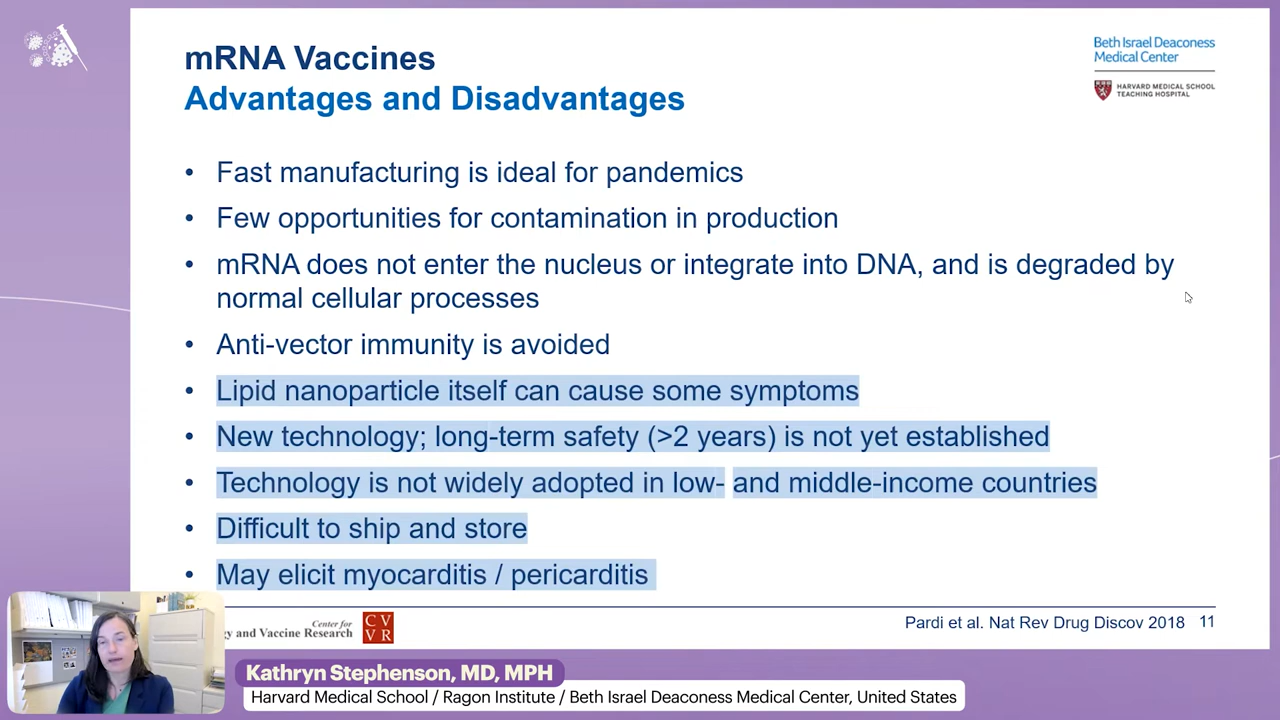 mRNA Vaccines
Advantages and Disadvantages
Beth Israel Deaconess
Medical Center
HARVARD MEDICAL SCHOOL
TEACHING HOSPITAL
• Fast manufacturing is ideal for pandemics
• Few opportunities for contamination in production
• mRNA does not enter the nucleus or integrate into DNA, and is degraded by
normal cellular processes
• Anti-vector immunity is avoided
• Lipid nanoparticle itself can cause some symptoms
• New technology; long-term safety (>2 years) is not yet established
• Technology is not widely adopted in low- and middle-income countries
• Difficult to ship and store
• May elicit myocarditis / pericarditis
Center for
y and Vaccine Research
CV
VR
Pardi et al. Nat Rev Drug Discov 2018 11
Kathryn Stephenson, MD, MPH
Harvard Medical School / Ragon Institute / Beth Israel Deaconess Medical Center, United States